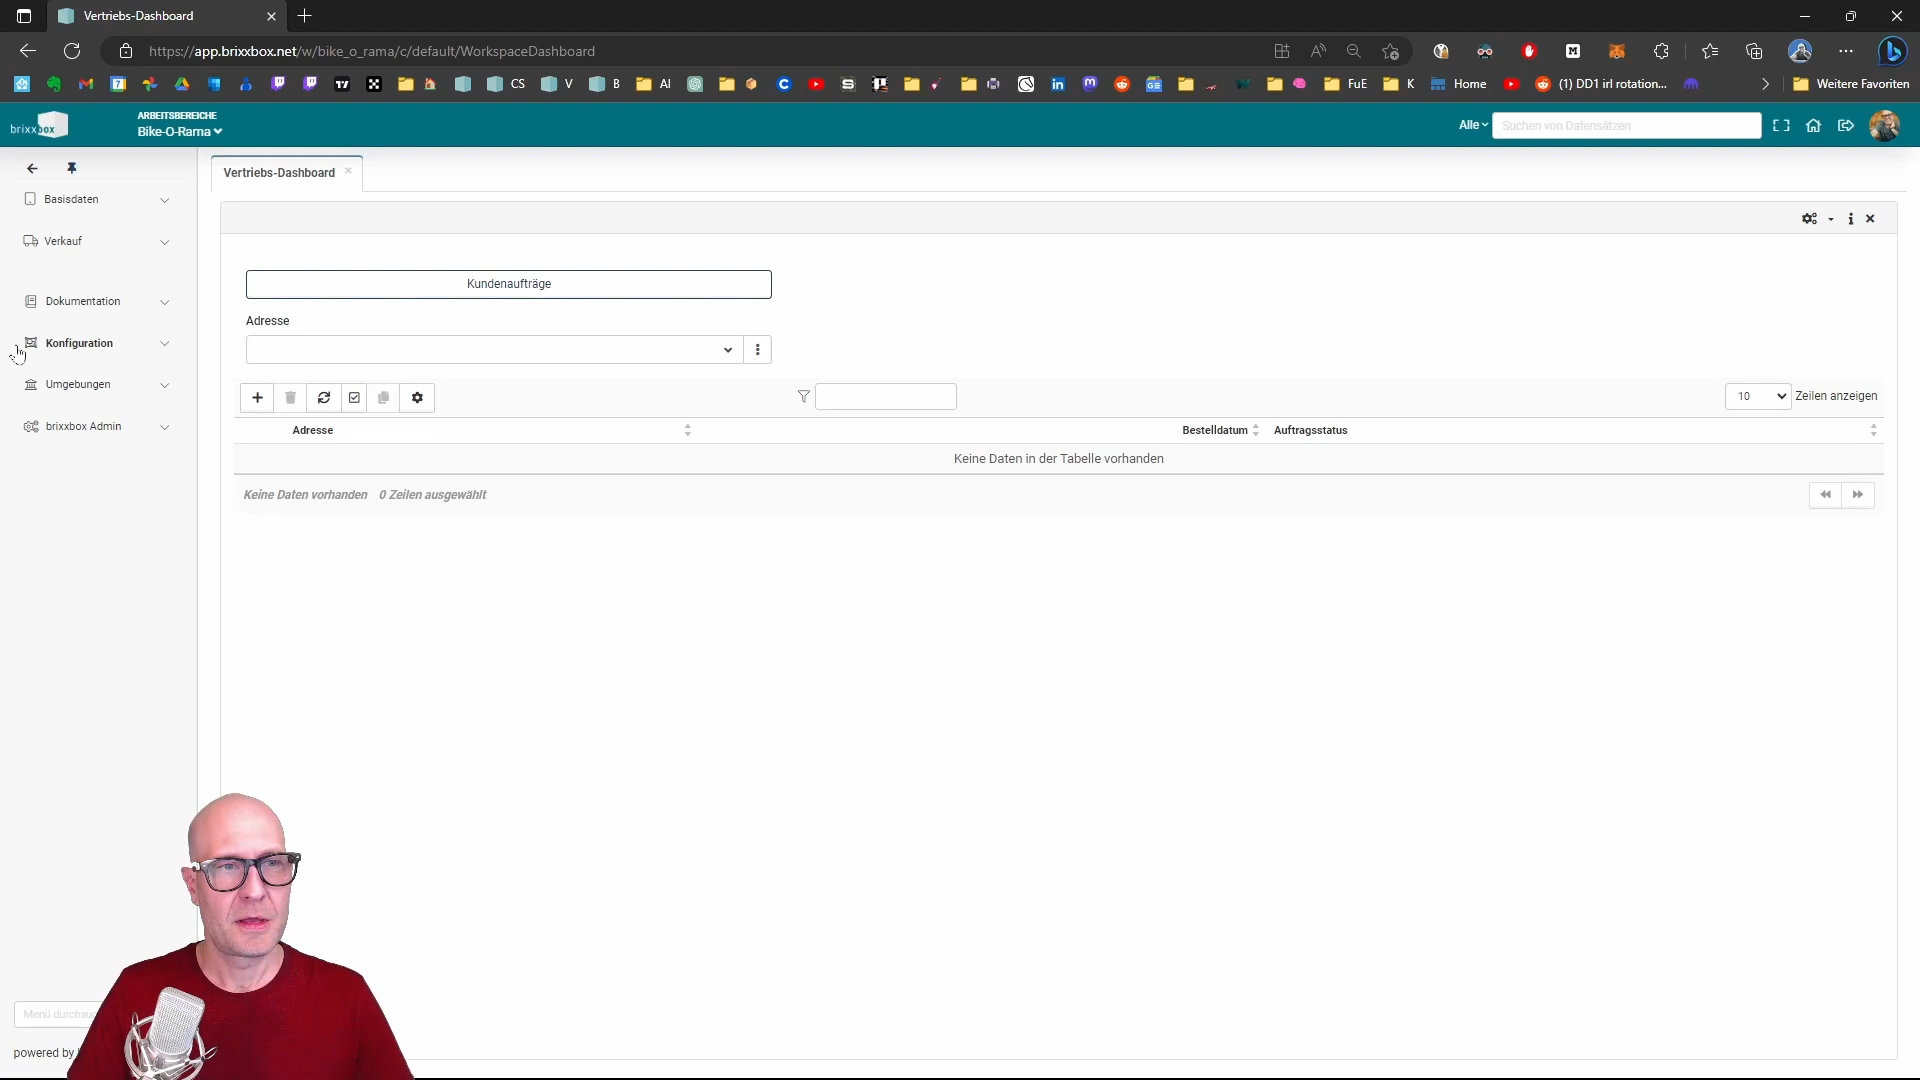 Vertriebs-Dashboard
https://app.brixxbox.net/w/bike_o_rama/c/default/WorkspaceDashboard
CS
V
B
AI
FuE
K
Home
(1) DD1 irl rotation...
Weitere Favoriten
brixxbox
ARBEITSBEREICHE
Bike-O-Rama
Alle
Suchen von Datensätzen
Basisdaten
Verkauf
Dokumentation
Konfiguration
Umgebungen
brixxbox Admin
Vertriebs-Dashboard
Kundenaufträge
Adresse
10
Zeilen anzeigen
Adresse
Bestelldatum
Auftragsstatus
Keine Daten in der Tabelle vorhanden
Keine Daten vorhanden 0 Zeilen ausgewählt
Menü
powered by